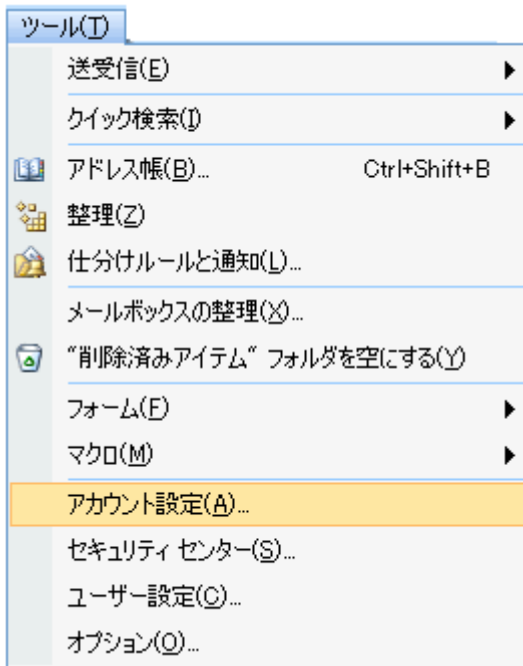 ツール(T)
送受信(E)
クイック検索(I)
アドレス帳(B)... Ctrl+Shift+B
整理(Z)
仕分けルールと通知(L)...
メールボックスの整理(X)...
"削除済みアイテム" フォルダを空にする(Y)
フォーム(F)
マクロ(M)
アカウント設定(A)...
セキュリティ センター(S)...
ユーザー設定(C)...
オプション(O)...